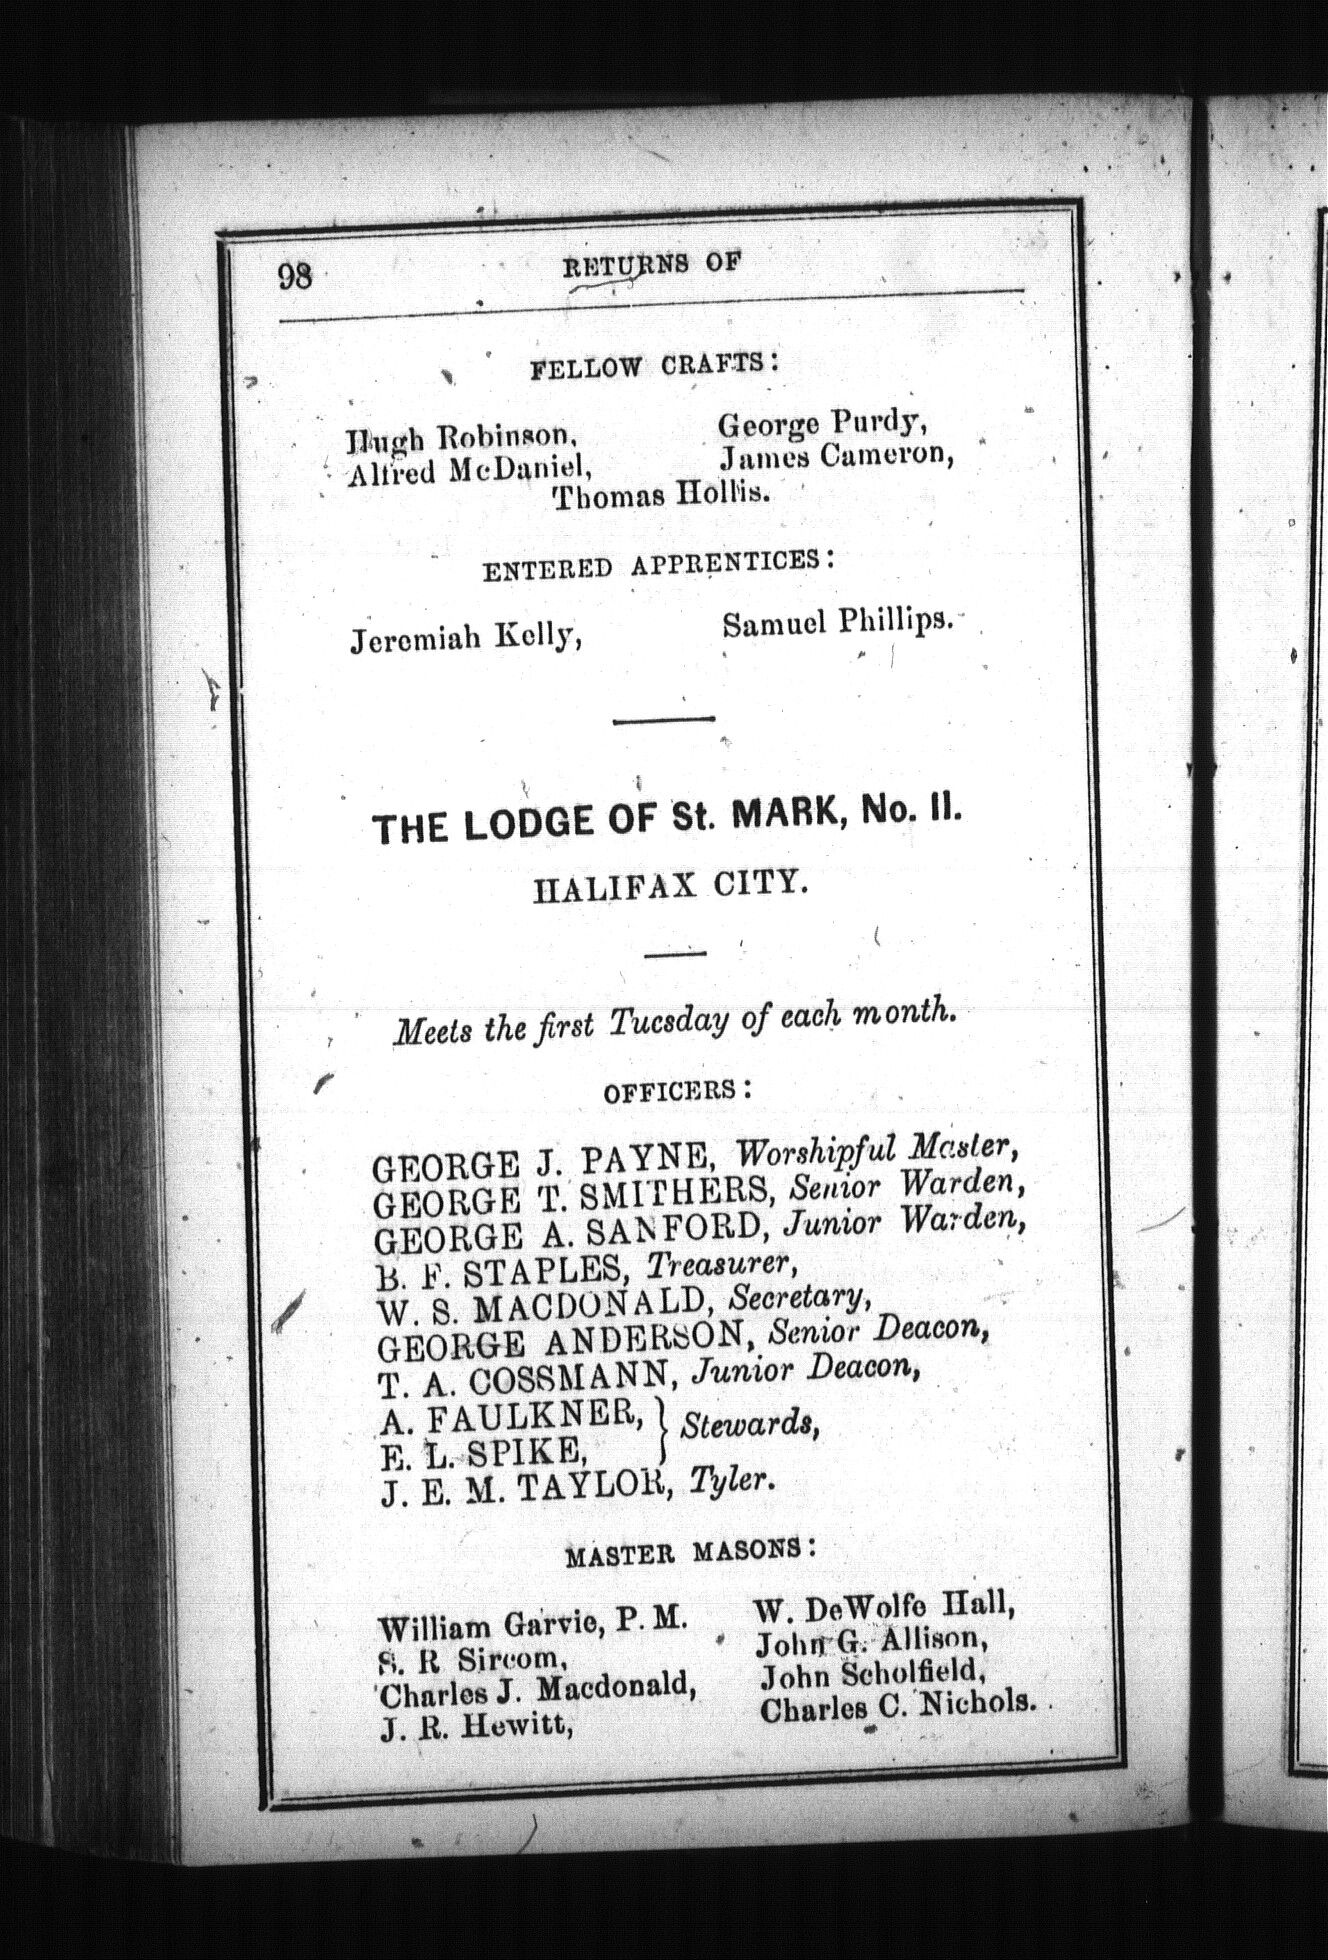 98 RETURNS OF
FELLOW CRAFTS:
Hugh Robinson, George Purdy,
Alfred McDaniel, James Cameron,
Thomas Hollis.
ENTERED APPRENTICES:
Jeremiah Kelly, Samuel Phillips.
THE LODGE OF St. MARK, No. 11.
HALIFAX CITY.
Meets the first Tuesday of each month.
OFFICERS:
GEORGE J. PAYNE, Worshipful Master,
GEORGE T. SMITHERS, Senior Warden,
GEORGE A. SANFORD, Junior Warden,
B. F. STAPLES, Treasurer,
W. S. MACDONALD, Secretary,
GEORGE ANDERSON, Senior Deacon,
T. A. COSSMANN, Junior Deacon,
A. FAULKNER, } Stewards,
E. L. SPIKE,
J. E. M. TAYLOR, Tyler.
MASTER MASONS:
William Garvie, P. M. W. DeWolfe Hall,
S. R Sircom, John G. Allison,
Charles J. Macdonald, John Scholfield,
J. R. Hewitt, Charles C. Nichols.